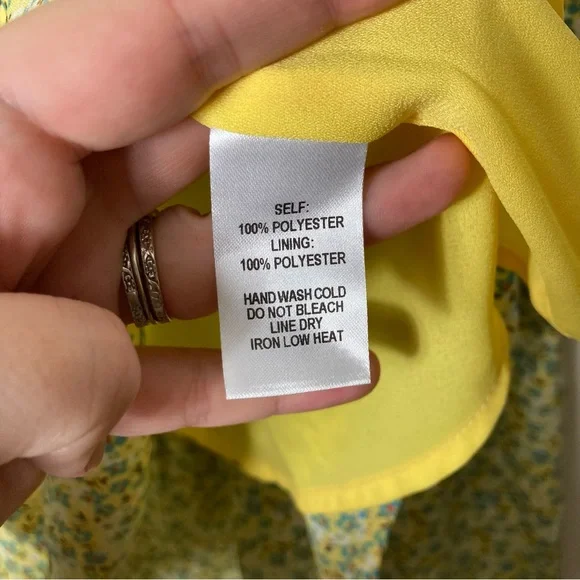 SELF:
100% POLYESTER
LINING:
100% POLYESTER
HAND WASH COLD
DO NOT BLEACH
LINE DRY
IRON LOW HEAT